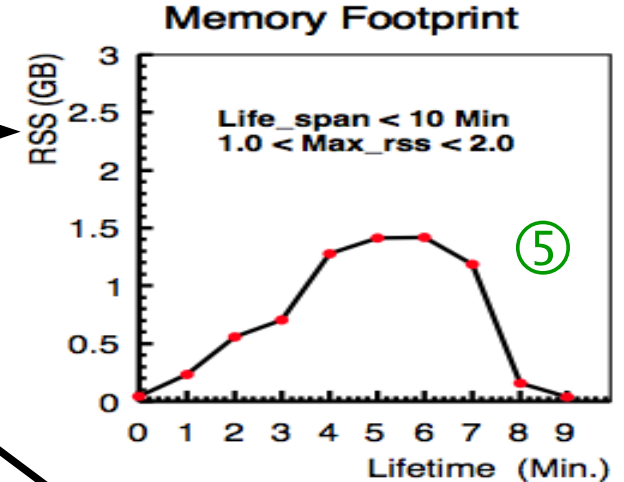 Memory Footprint
RSS (GB)
3
2.5
2
1.5
1
0.5
0
Life_span < 10 Min
1.0 < Max_rss < 2.0
⑤
0 1 2 3 4 5 6 7 8 9
Lifetime (Min.)